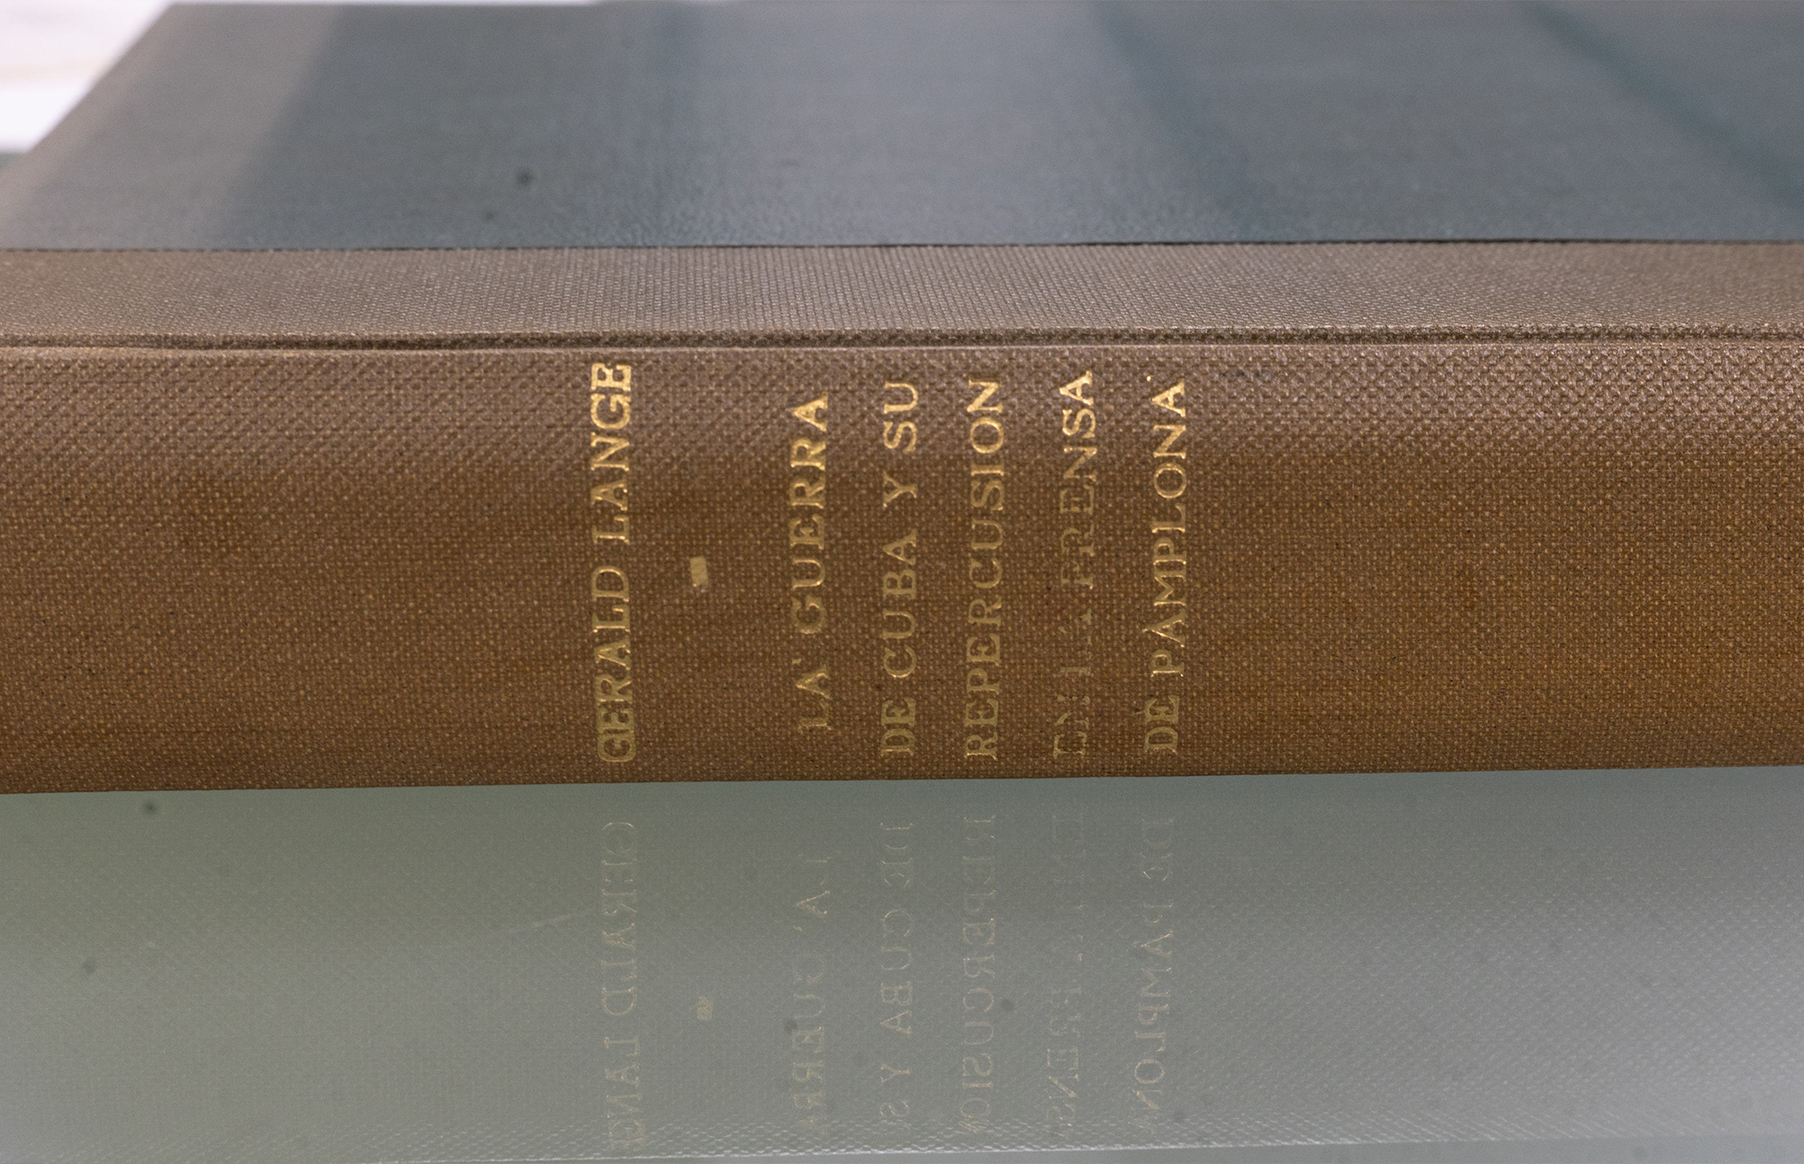 GERALD LANGE
LA GUERRA
DE CUBA Y SU
REPERCUSION
EN LA PRENSA
DE PAMPLONA